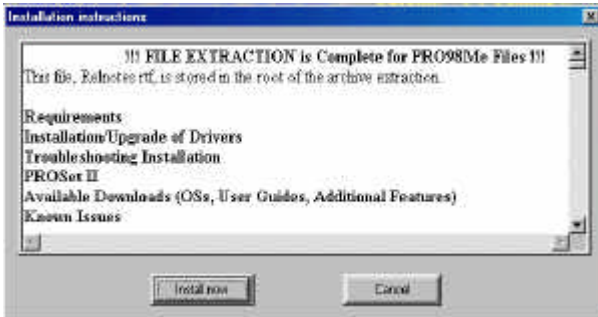 Installation instructions
!!! FILE EXTRACTION is Complete for PRO98Me Files !!!
This file, Relnotes.rtf, is stored in the root of the archive extraction.
Requirements
Installation/Upgrade of Drivers
Troubleshooting Installation
PROSet II
Available Downloads (OSs, User Guides, Additional Features)
Known Issues
Install now
Cancel